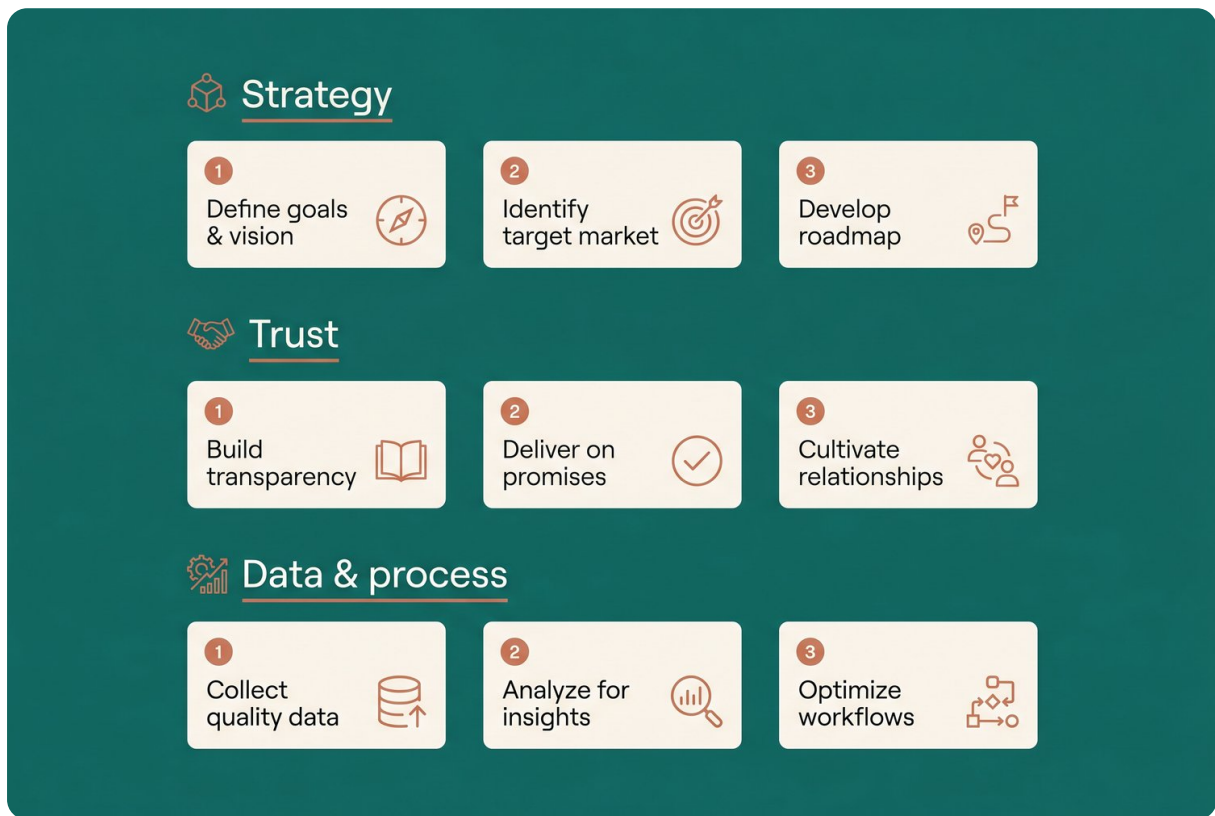 Strategy
1
Define goals
& vision
2
Identify
target market
3
Develop
roadmap
Trust
1
Build
transparency
2
Deliver on
promises
3
Cultivate
relationships
Data & process
1
Collect
quality data
2
Analyze for
insights
3
Optimize
workflows